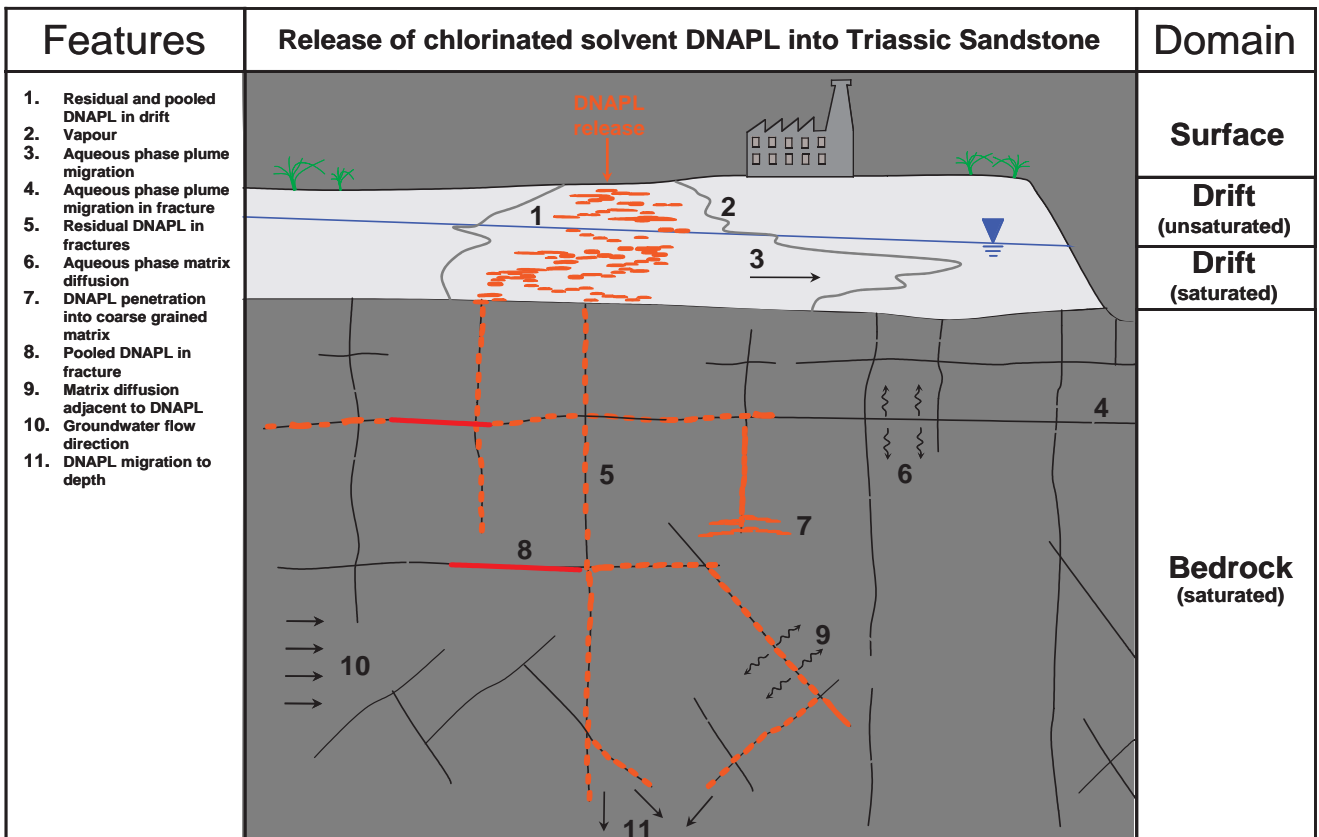 Features
Release of chlorinated solvent DNAPL into Triassic Sandstone
Domain
1. Residual and pooled
DNAPL in drift
2. Vapour
3. Aqueous phase plume
migration
4. Aqueous phase plume
migration in fracture
5. Residual DNAPL in
fractures
6. Aqueous phase matrix
diffusion
7. DNAPL penetration
into coarse grained
matrix
8. Pooled DNAPL in
fracture
9. Matrix diffusion
adjacent to DNAPL
10. Groundwater flow
direction
11. DNAPL migration to
depth
DNAPL
release
1
2
3
4
5
6
7
8
9
10
11
Surface
Drift
(unsaturated)
Drift
(saturated)
Bedrock
(saturated)